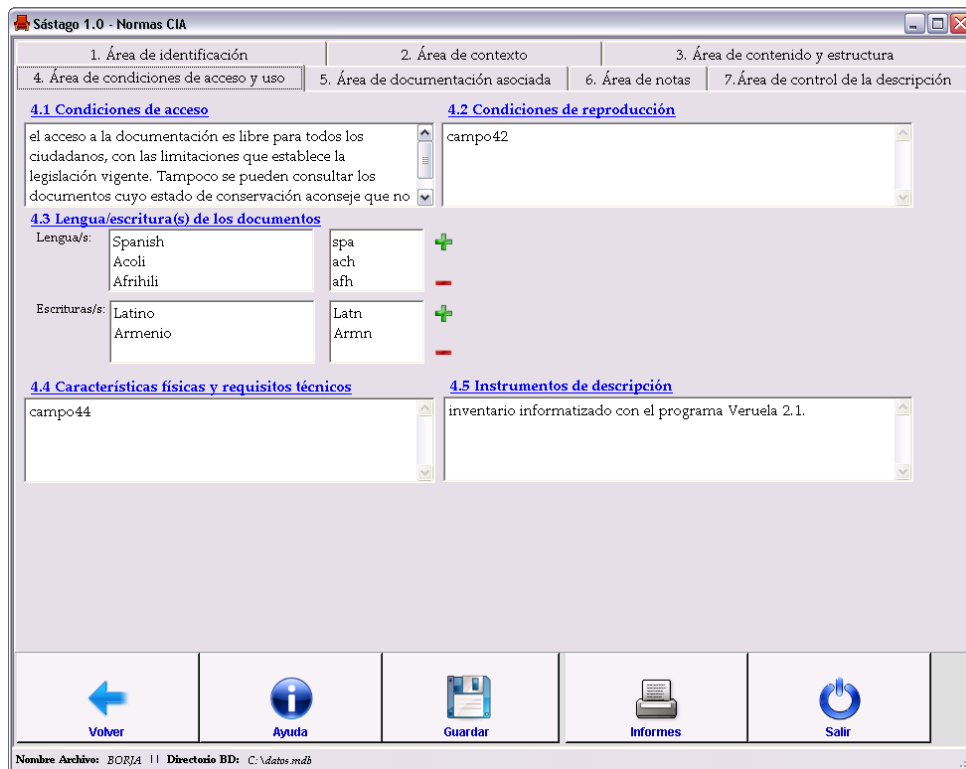 Sástago 1.0 - Normas CIA
1. Área de identificación
2. Área de contexto
3. Área de contenido y estructura
4. Área de condiciones de acceso y uso
5. Área de documentación asociada
6. Área de notas
7.Área de control de la descripción
4.1 Condiciones de acceso
el acceso a la documentación es libre para todos los
ciudadanos, con las limitaciones que establece la
legislación vigente. Tampoco se pueden consultar los
documentos cuyo estado de conservación aconseje que no
4.2 Condiciones de reproducción
campo42
4.3 Lengua/escritura(s) de los documentos
Lengua/s:
Spanish spa
Acoli ach
Afrihili afh
Escrituras/s:
Latino Latn
Armenio Armn
4.4 Características físicas y requisitos técnicos
campo44
4.5 Instrumentos de descripción
inventario informatizado con el programa Veruela 2.1.
Volver
Ayuda
Guardar
Informes
Salir
Nombre Archivo: BORJA || Directorio BD: C:\datos.mdb